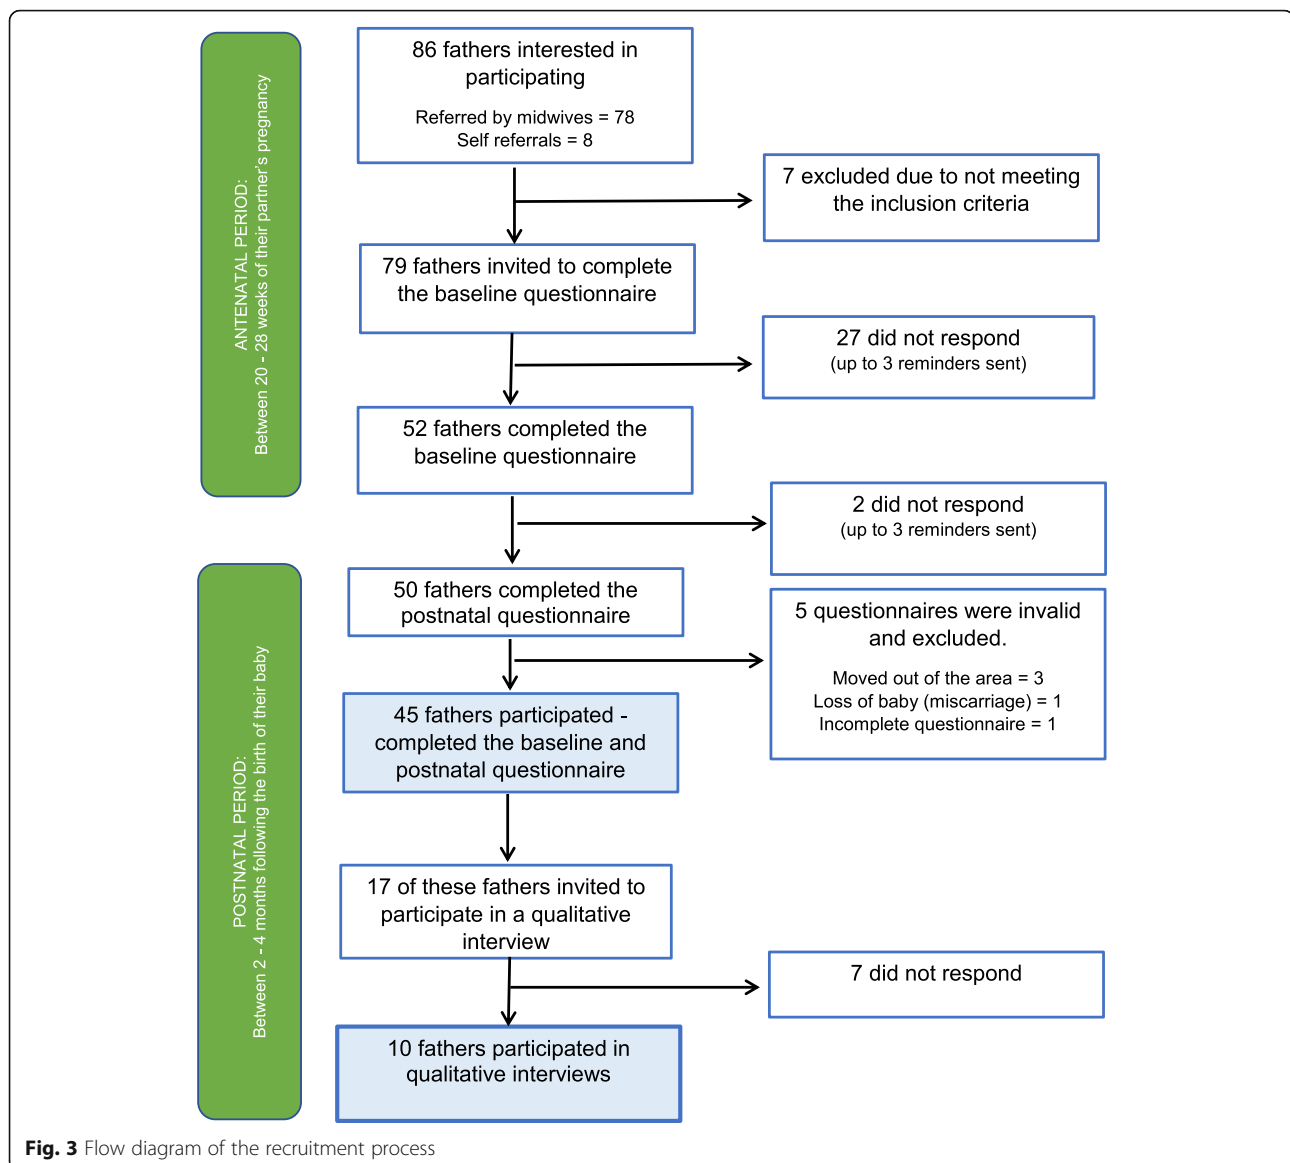 86 fathers interested in
participating
Referred by midwives = 78
Self referrals = 8
7 excluded due to not meeting
the inclusion criteria
ANTENATAL PERIOD:
Between 20 - 28 weeks of their partner's pregnancy
79 fathers invited to complete
the baseline questionnaire
27 did not respond
(up to 3 reminders sent)
52 fathers completed the
baseline questionnaire
2 did not respond
(up to 3 reminders sent)
50 fathers completed the
postnatal questionnaire
5 questionnaires were invalid
and excluded.
Moved out of the area = 3
Loss of baby (miscarriage) = 1
Incomplete questionnaire = 1
POSTNATAL PERIOD:
Between 2 - 4 months following the birth of their baby
45 fathers participated -
completed the baseline and
postnatal questionnaire
17 of these fathers invited to
participate in a qualitative
interview
7 did not respond
10 fathers participated in
qualitative interviews
Fig. 3 Flow diagram of the recruitment process